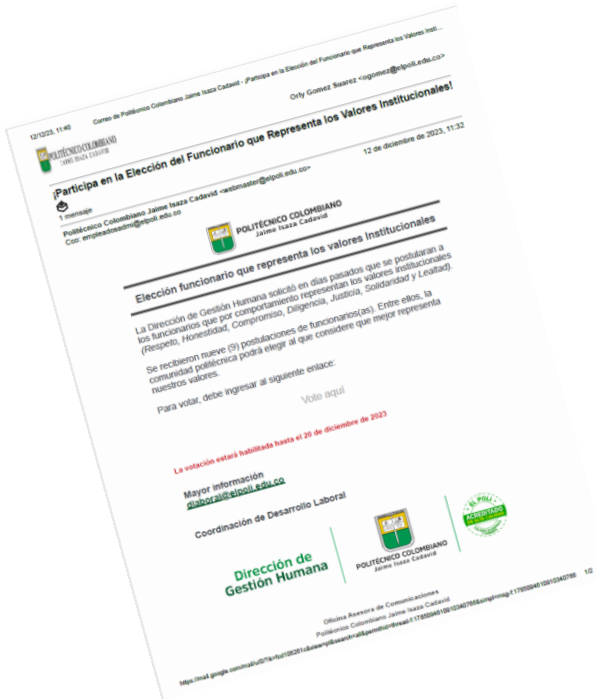 12/12/23, 11:40 Correo de Politécnico Colombiano Jaime Isaza Cadavid - ¡Participa en la Elección del Funcionario que Representa los Valores Insti...
POLITÉCNICO COLOMBIANO
JAIME ISAZA CADAVID
Orly Gomez Suarez <ogomez@elpoli.edu.co>
¡Participa en la Elección del Funcionario que Representa los Valores Institucionales!
1 mensaje
Politécnico Colombiano Jaime Isaza Cadavid <webmaster@elpoli.edu.co> 12 de diciembre de 2023, 11:32
Cco: empleadosadmo@elpoli.edu.co
POLITÉCNICO COLOMBIANO
Jaime Isaza Cadavid
Elección funcionario que representa los valores Institucionales
La Dirección de Gestión Humana solicitó en días pasados que se postularan a
los funcionarios que por comportamiento representan los valores institucionales
(Respeto, Honestidad, Compromiso, Diligencia, Justicia, Solidaridad y Lealtad).
Se recibieron nueve (9) postulaciones de funcionarios(as). Entre ellos, la
comunidad politécnica podrá elegir al que considere que mejor representa
nuestros valores.
Para votar, debe ingresar al siguiente enlace:
Vote aquí
La votación estará habilitada hasta el 20 de diciembre de 2023
Mayor información
dlaboral@elpoli.edu.co
Coordinación de Desarrollo Laboral
Dirección de
Gestión Humana
POLITÉCNICO COLOMBIANO
Jaime Isaza Cadavid
EL POLI
ACREDITADO
EN ALTA CALIDAD
Oficina Asesora de Comunicaciones
Politécnico Colombiano Jaime Isaza Cadavid
1/2